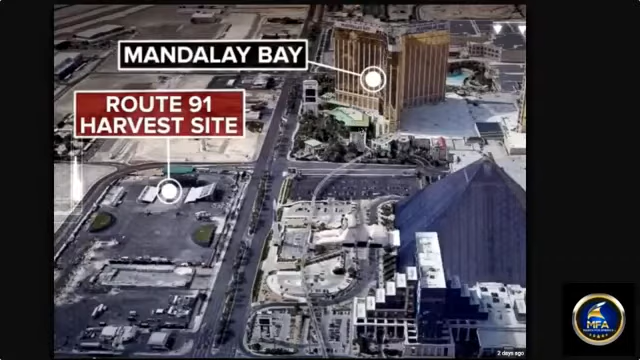 MANDALAY BAY
ROUTE 91
HARVEST SITE
MFA
2 days ago